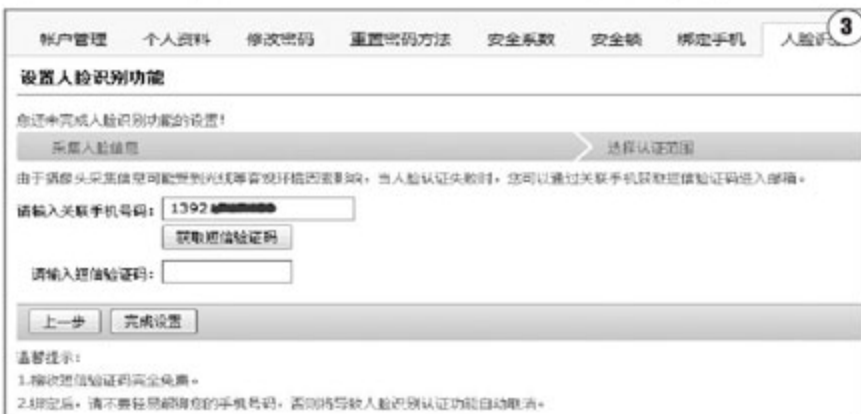 帐户管理 个人资料 修改密码 重置密码方法 安全系数 安全锁 绑定手机 人脸识
3
设置人脸识别功能
您还未完成人脸识别功能的设置!
采集人脸信息 选择认证范围
由于摄像头采集信息可能受到光线等客观环境因素影响,当人脸认证失败时,您可以通过关联手机获取短信验证码进入邮箱。
请输入关联手机号码: 1392
获取短信验证码
请输入短信验证码:
上一步 完成设置
温馨提示:
1.接收短信验证码完全免费。
2.绑定后,请不要轻易解绑您的手机号码,否则将导致人脸识别认证功能自动取消。